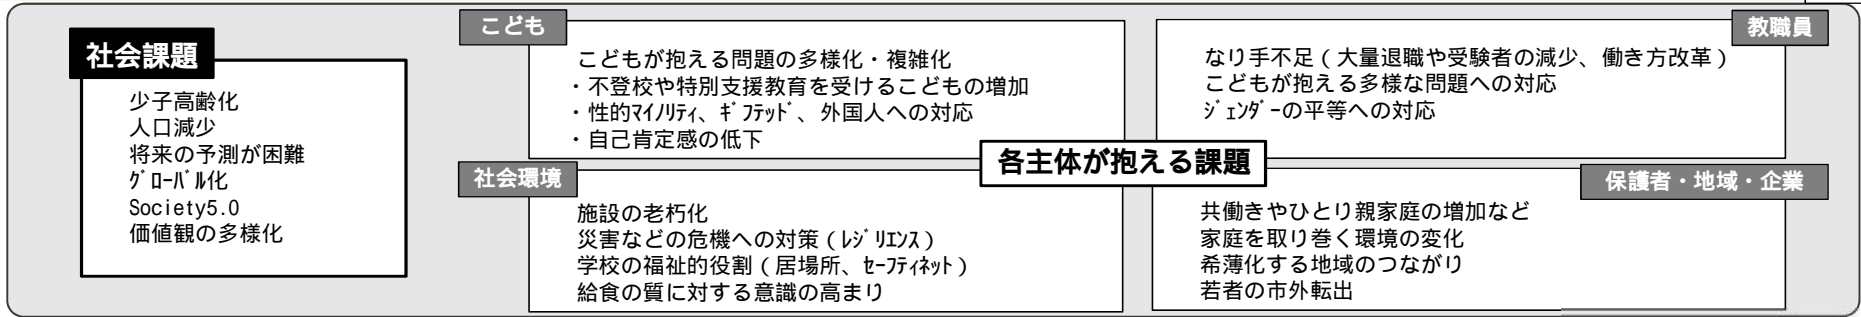 社会課題
少子高齢化
人口減少
将来の予測が困難
グローバル化
Society5.0
価値観の多様化
各主体が抱える課題
こども
こどもが抱える問題の多様化・複雑化
・不登校や特別支援教育を受けるこどもの増加
・性的ﾏｲﾉﾘﾃｨ、ｷﾞﾌﾃｯﾄﾞ、外国人への対応
・自己肯定感の低下
教職員
なり手不足（大量退職や受験者の減少、働き方改革）
こどもが抱える多様な問題への対応
ｼﾞｪﾝﾀﾞｰの平等への対応
社会環境
施設の老朽化
災害などの危機への対策（ﾚｼﾞﾘｴﾝｽ）
学校の福祉的役割（居場所、ｾｰﾌﾃｨﾈｯﾄ）
給食の質に対する意識の高まり
保護者・地域・企業
共働きやひとり親家庭の増加など
家庭を取り巻く環境の変化
希薄化する地域のつながり
若者の市外転出